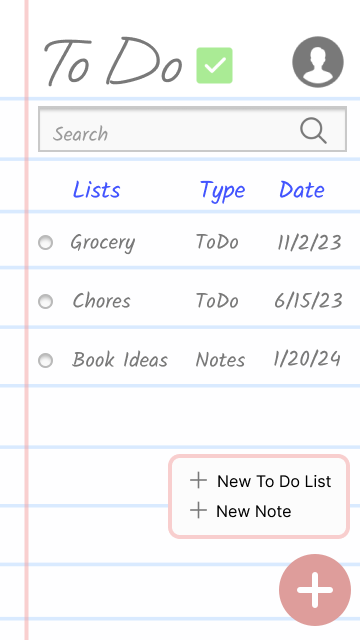 To Do
Search
Lists Type Date
Grocery ToDo 11/2/23
Chores ToDo 6/15/23
Book Ideas Notes 1/20/24
New To Do List
New Note